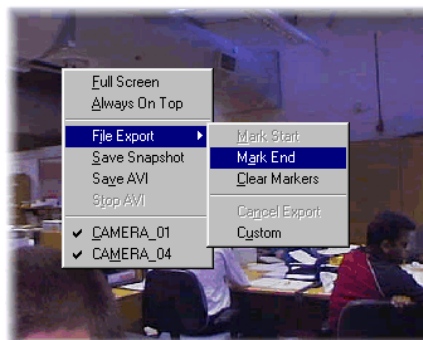 Full Screen
Always On Top
File Export
Save Snapshot
Save AVI
Stop AVI
CAMERA_01
CAMERA_04
Mark Start
Mark End
Clear Markers
Cancel Export
Custom